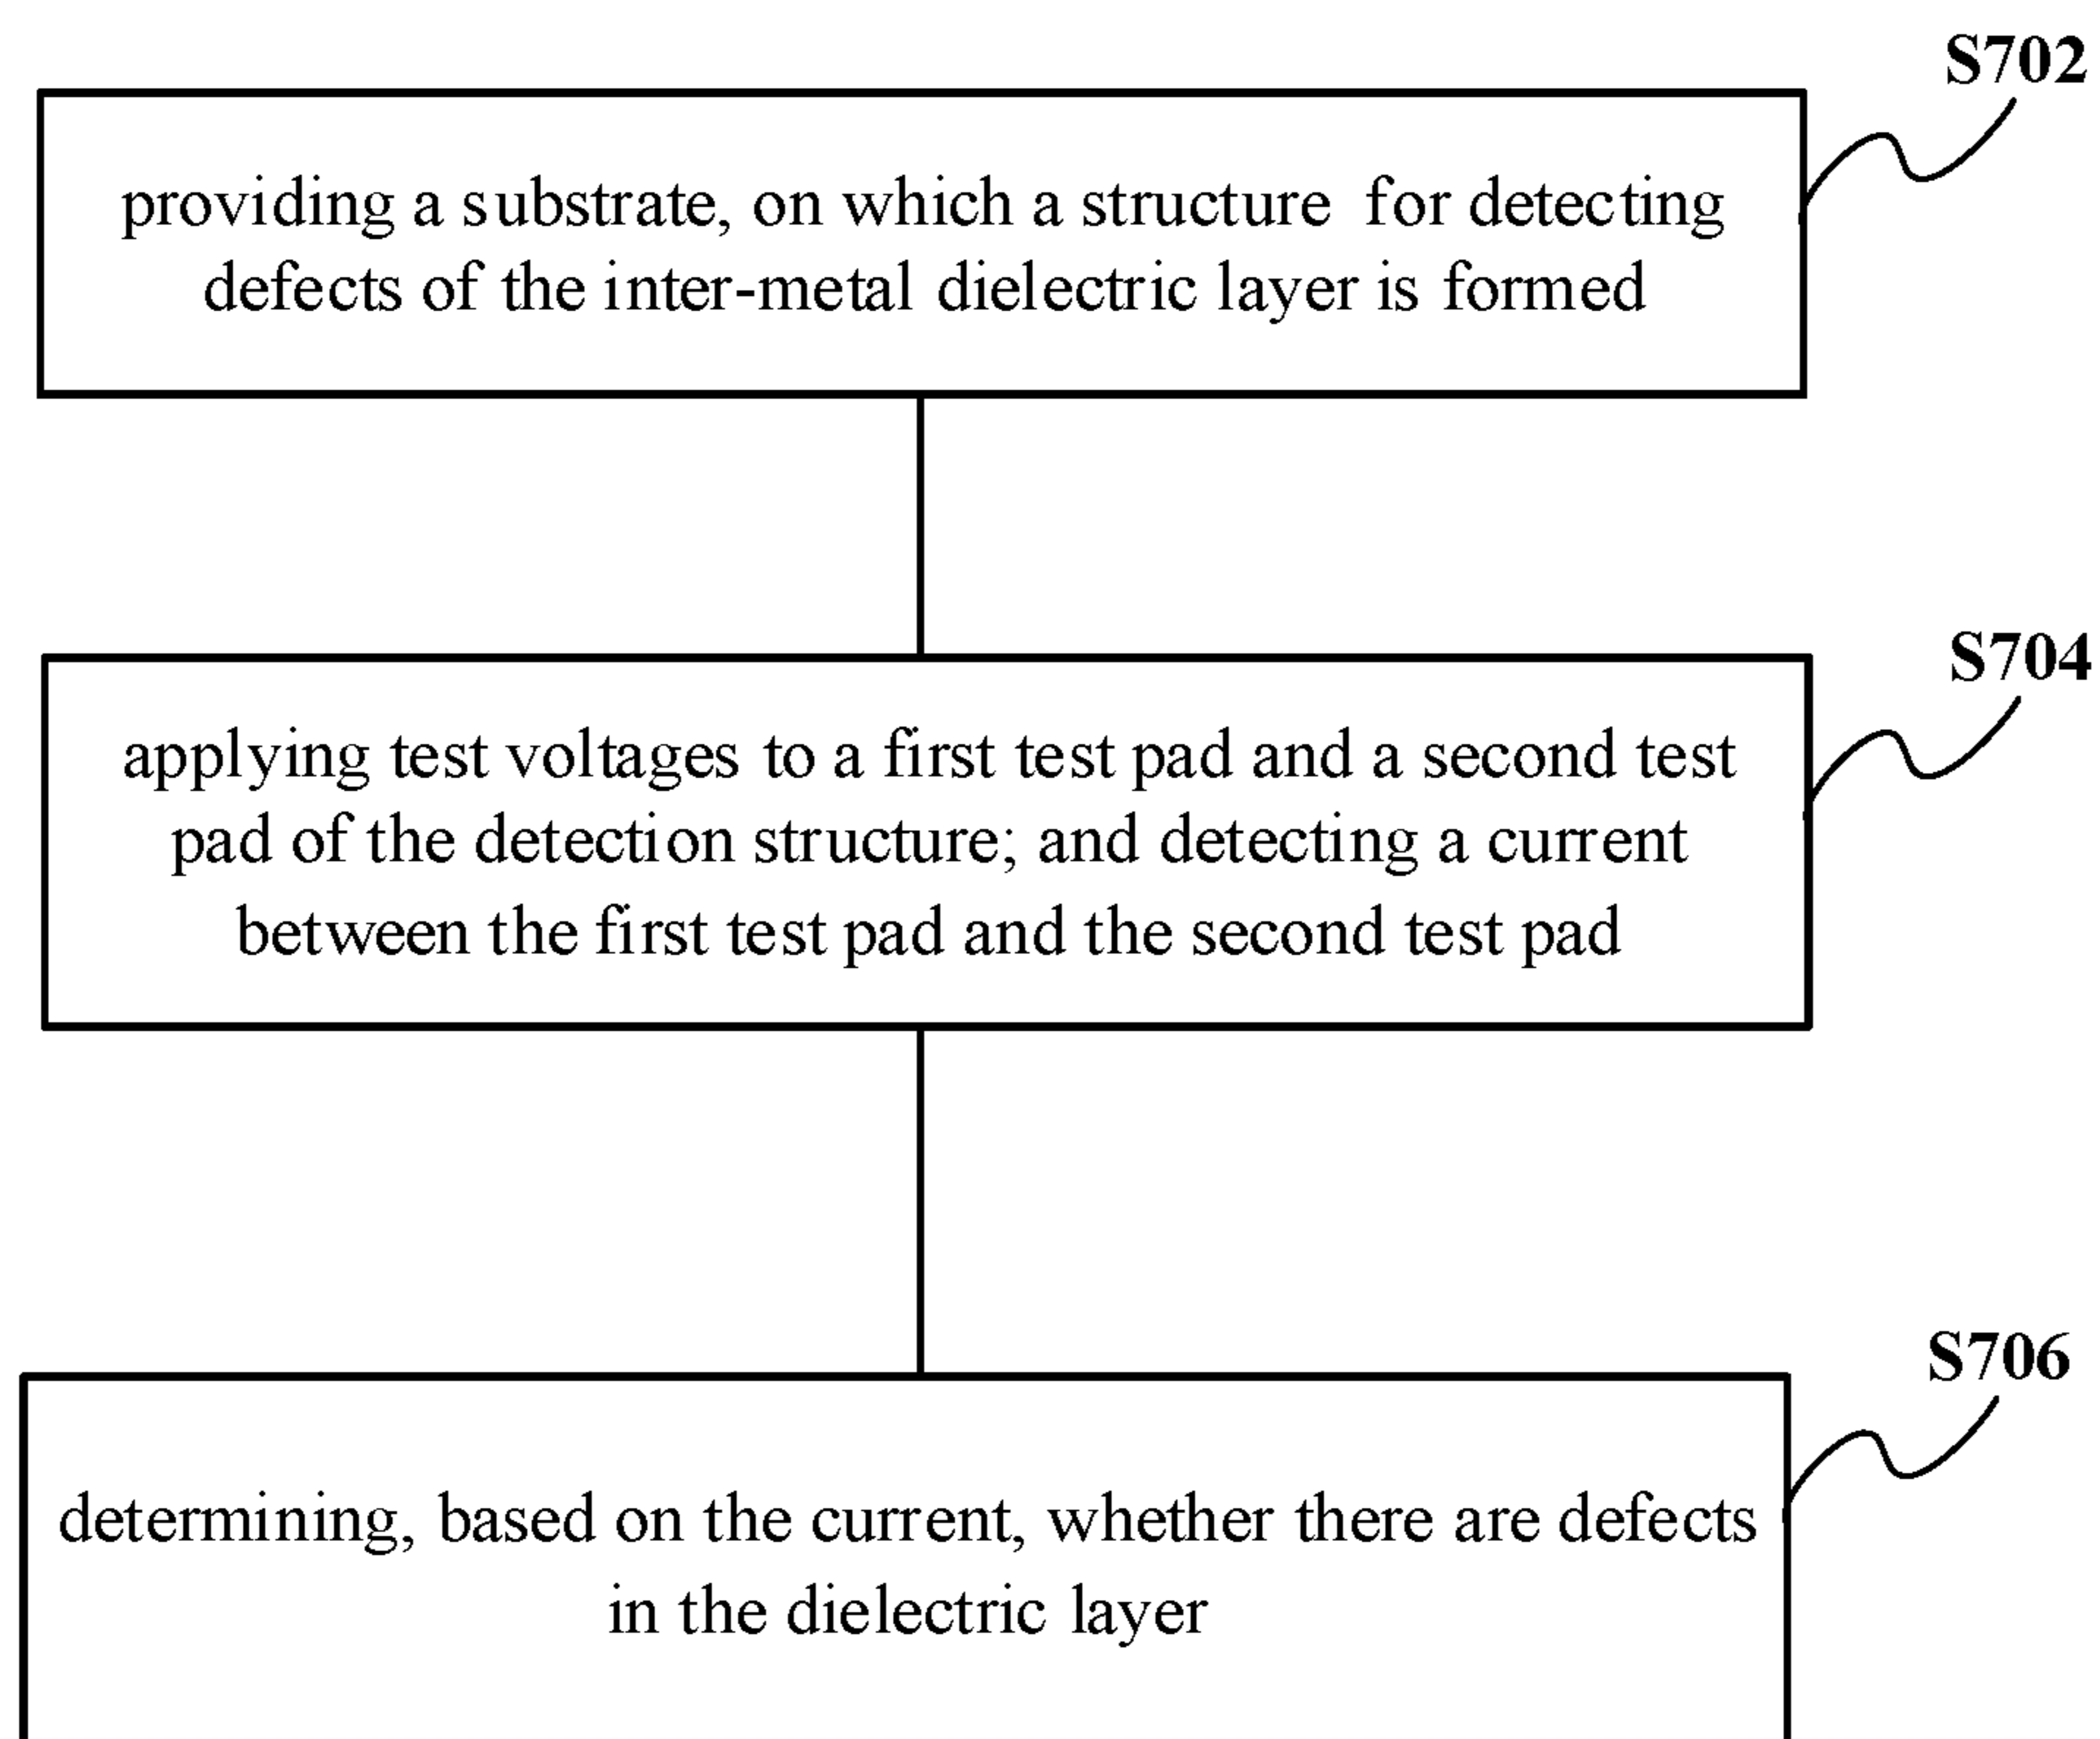 S702
providing a substrate, on which a structure for detecting
defects of the inter-metal dielectric layer is formed
S704
applying test voltages to a first test pad and a second test
pad of the detection structure; and detecting a current
between the first test pad and the second test pad
S706
determining, based on the current, whether there are defects
in the dielectric layer